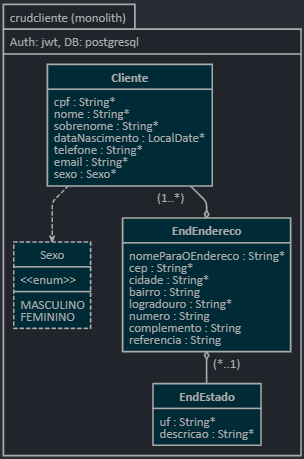 crudcliente (monolith)
Auth: jwt, DB: postgresql
Cliente
cpf : String*
nome : String*
sobrenome : String*
dataNascimento : LocalDate*
telefone : String*
email : String*
sexo : Sexo*
(1..*)
Sexo
<<enum>>
MASCULINO
FEMININO
EndEndereco
nomeParaOEndereco : String*
cep : String*
cidade : String*
bairro : String
logradouro : String*
numero : String
complemento : String
referencia : String
(*..1)
EndEstado
uf : String*
descricao : String*